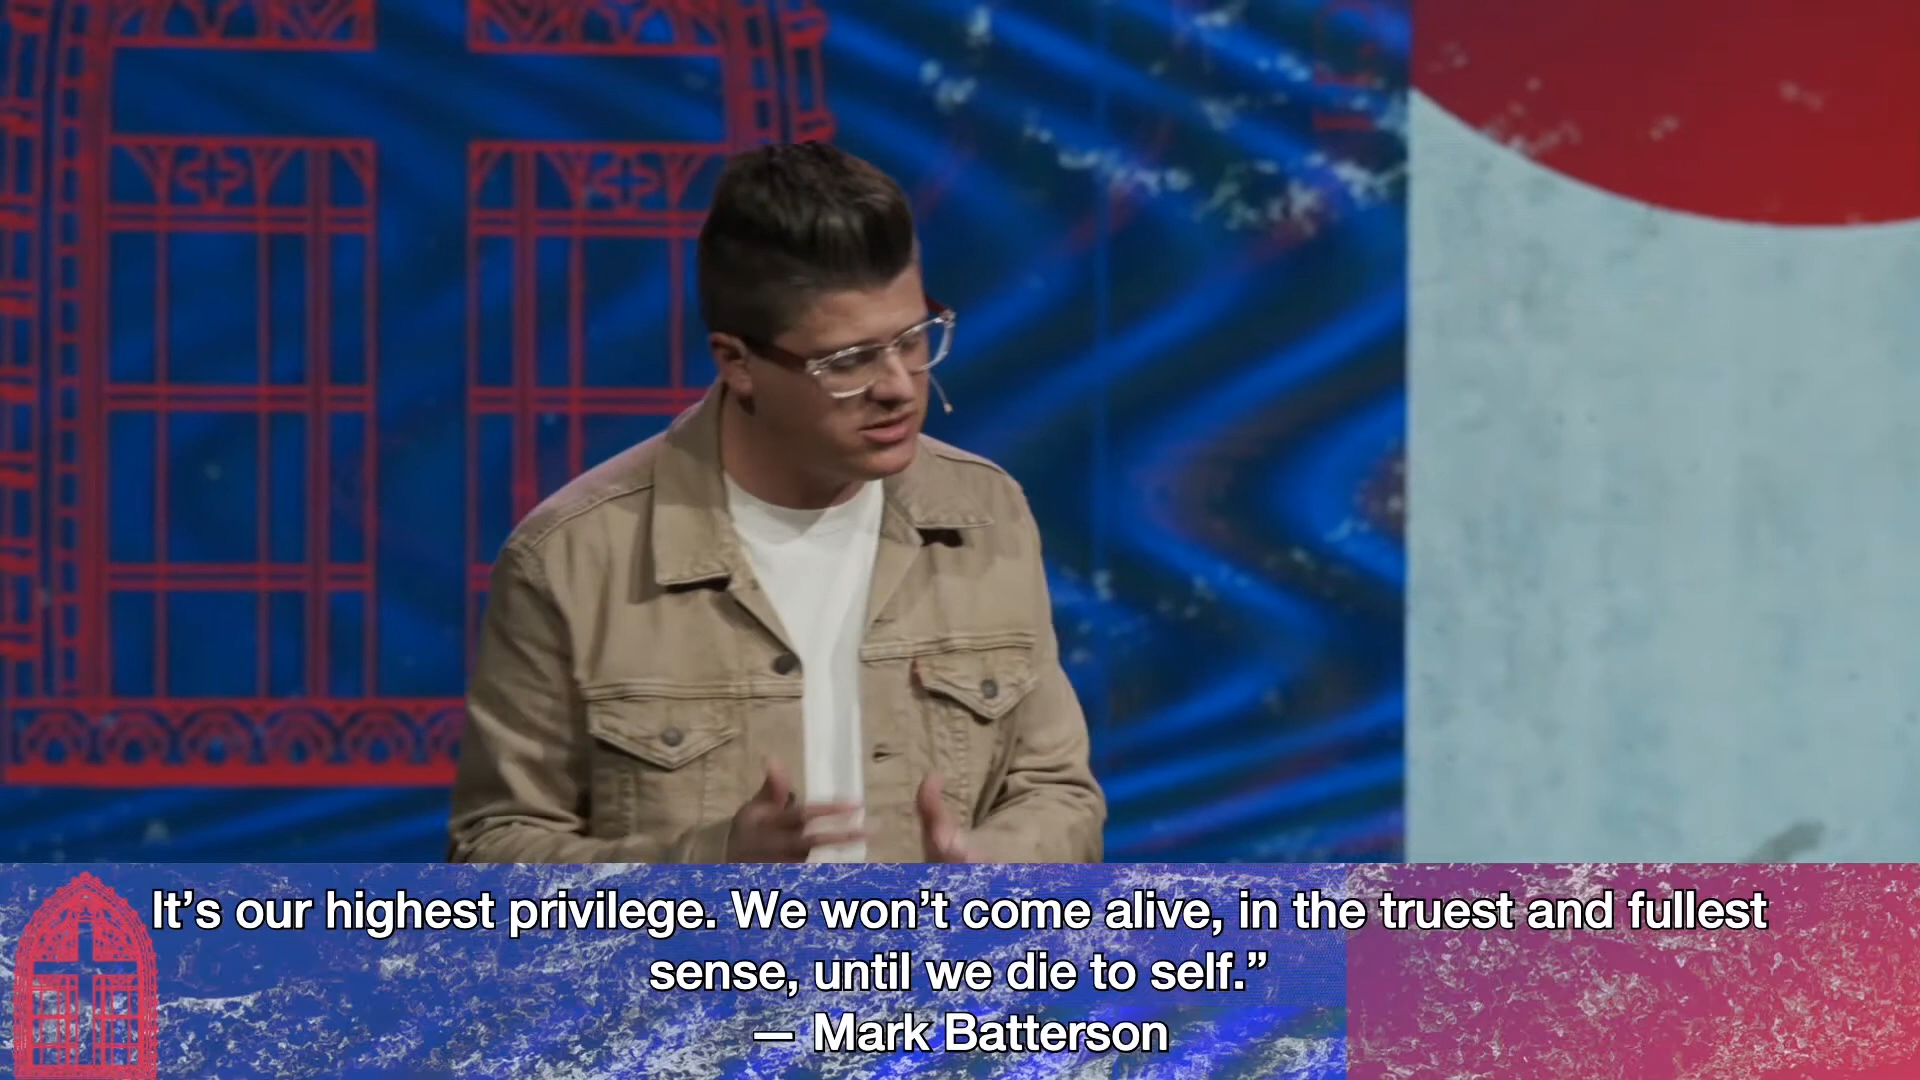 It’s our highest privilege. We won’t come alive, in the truest and fullest
sense, until we die to self.”
— Mark Batterson